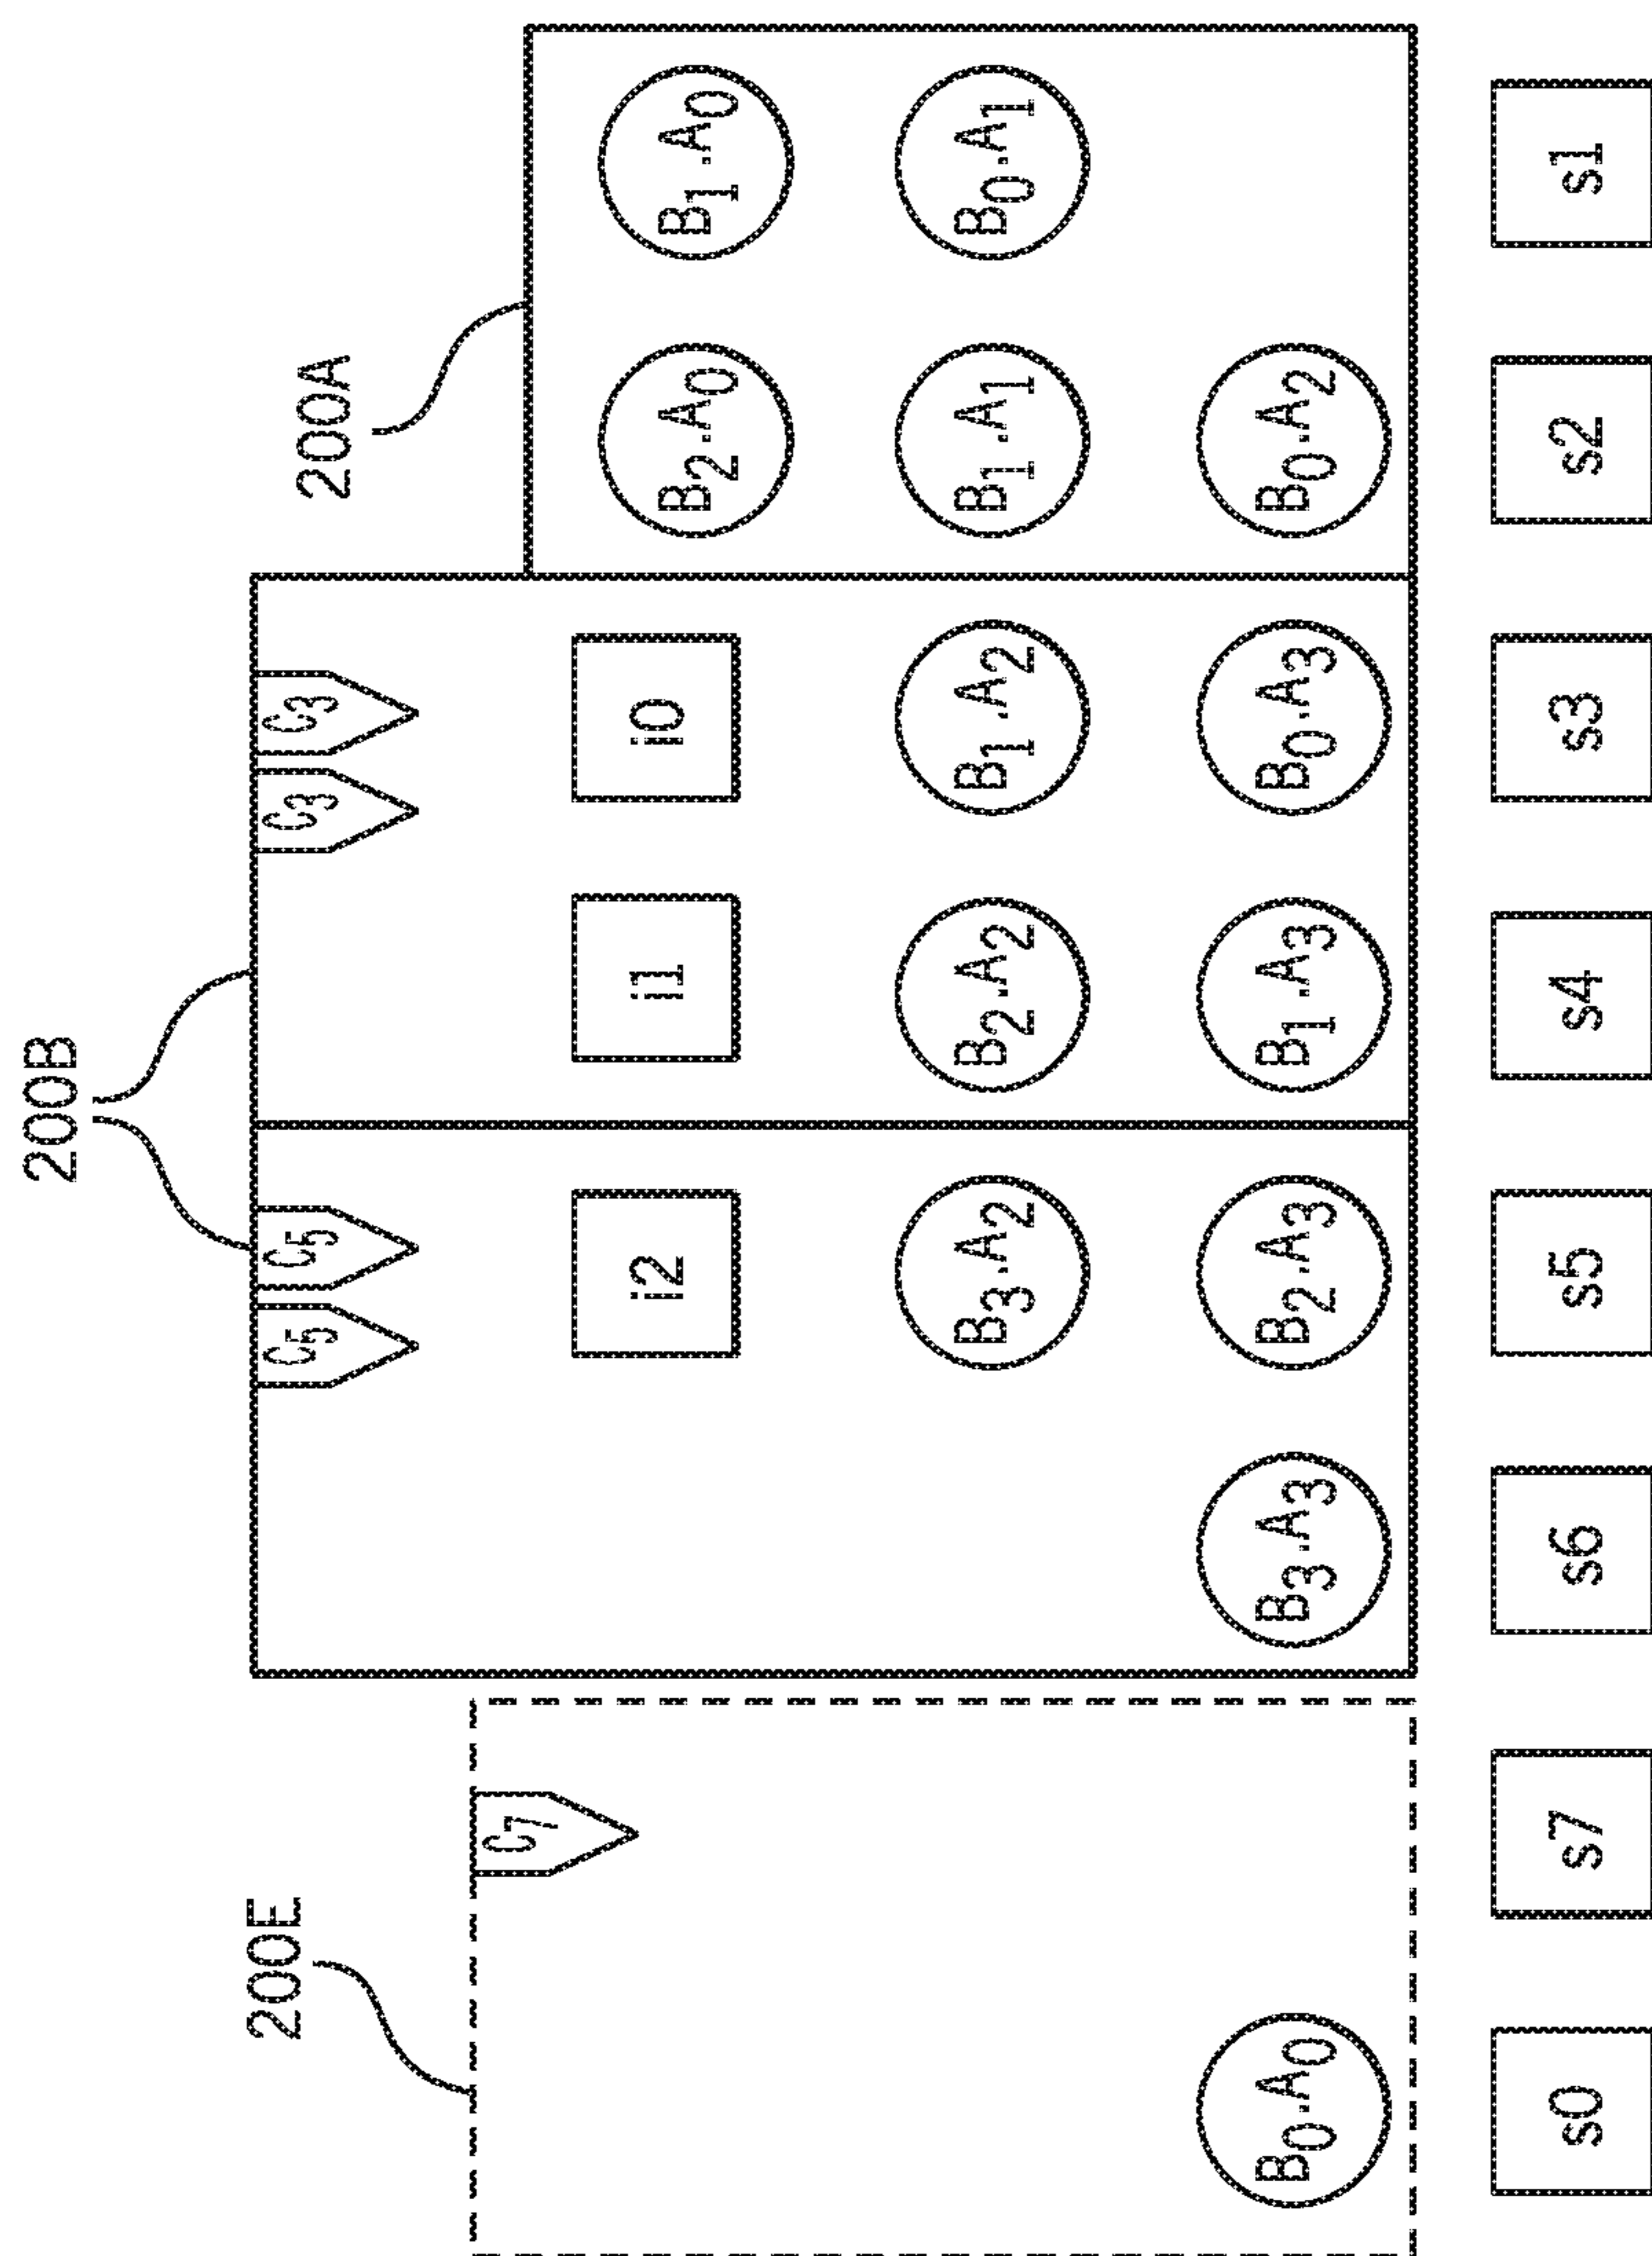 200B
200E
C5 C5 C3 C3
200A
C7
i2 i1 i0 B2.A0 B1.A0
B3.A2 B2.A2 B1.A2 B1.A1 B0.A1
B0.A0 B3.A3 B2.A3 B1.A3 B0.A3 B0.A2
s0 s7 s6 s5 s4 s3 s2 s1